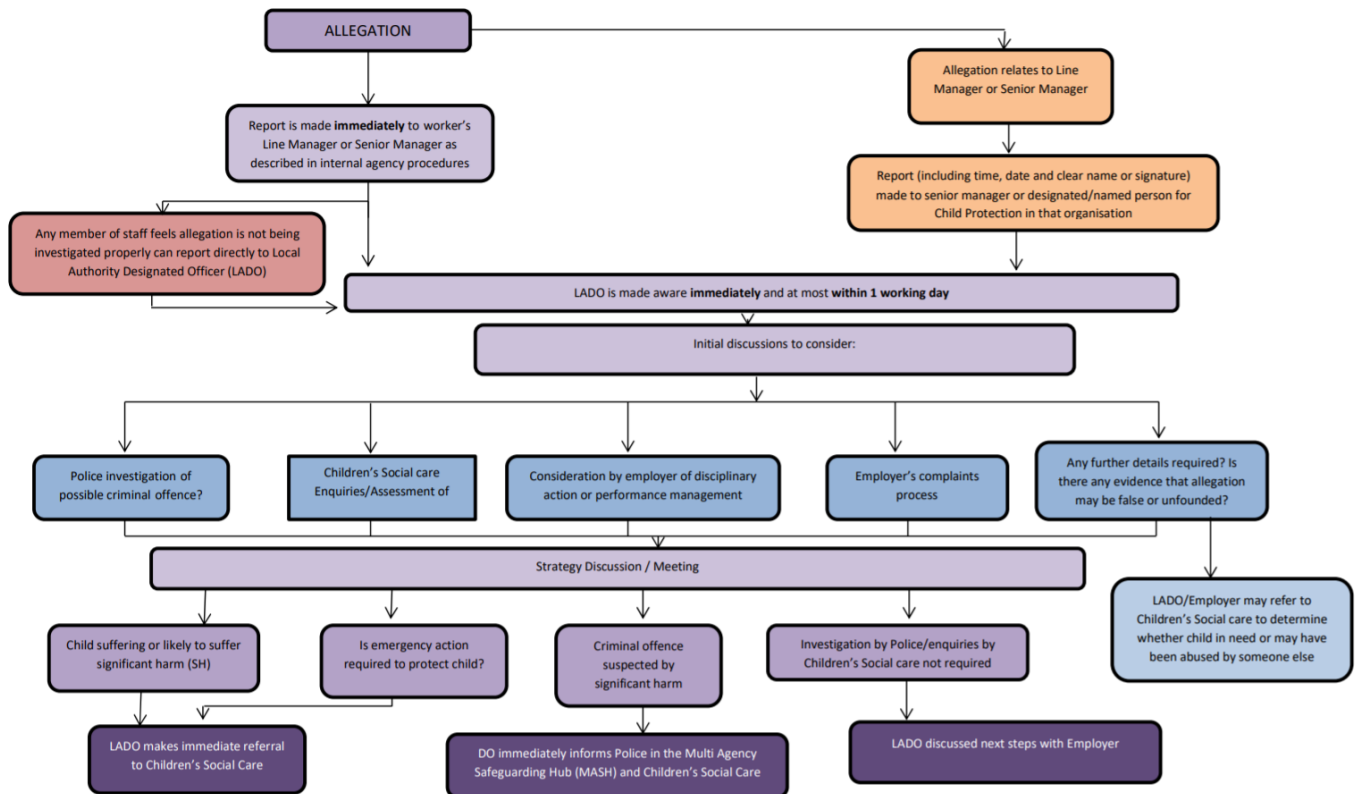 ALLEGATION
Allegation relates to Line
Manager or Senior Manager
Report is made immediately to worker's
Line Manager or Senior Manager as
described in internal agency procedures
Report (including time, date and clear name or signature)
made to senior manager or designated/named person for
Child Protection in that organisation
Any member of staff feels allegation is not being
investigated properly can report directly to Local
Authority Designated Officer (LADO)
LADO is made aware immediately and at most within 1 working day
Initial discussions to consider:
Police investigation of
possible criminal offence?
Children's Social care
Enquiries/Assessment of
Consideration by employer of disciplinary
action or performance management
Employer's complaints
process
Any further details required? Is
there any evidence that allegation
may be false or unfounded?
Strategy Discussion / Meeting
LADO/Employer may refer to
Children's Social care to determine
whether child in need or may have
been abused by someone else
Child suffering or likely to suffer
significant harm (SH)
Is emergency action
required to protect child?
Criminal offence
suspected by
significant harm
Investigation by Police/enquiries by
Children's Social care not required
LADO makes immediate referral
to Children's Social Care
DO immediately informs Police in the Multi Agency
Safeguarding Hub (MASH) and Children's Social Care
LADO discussed next steps with Employer